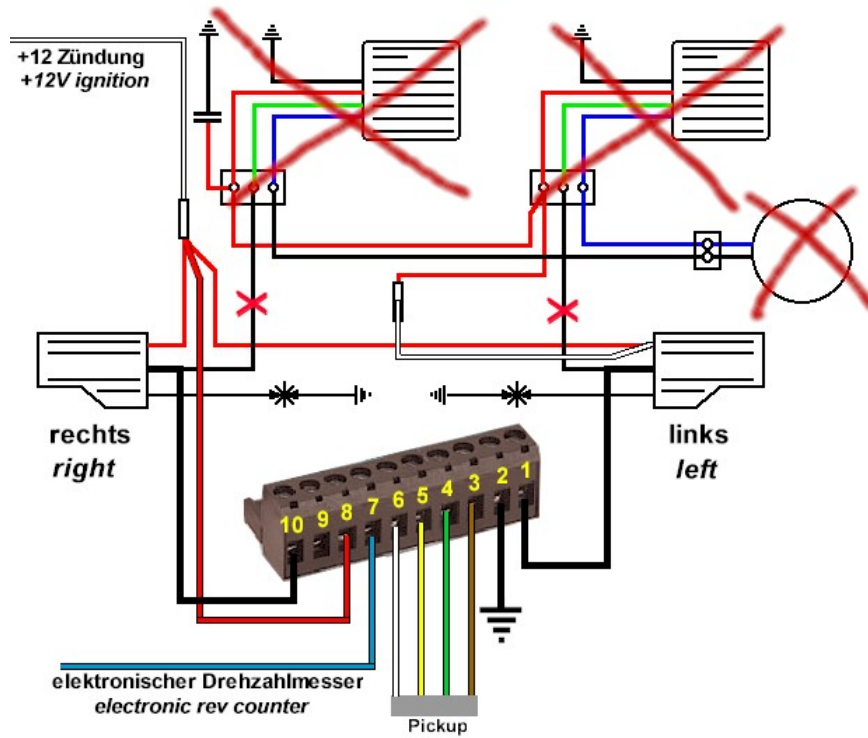 +12 Zündung
+12V ignition
rechts
right
links
left
10 9 8 7 6 5 4 3 2 1
elektronischer Drehzahlmesser
electronic rev counter
Pickup